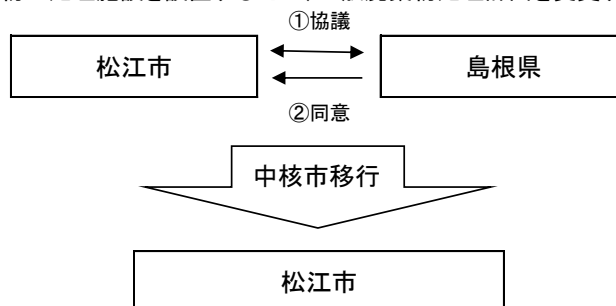 ①協議
松江市
島根県
②同意
中核市移行
松江市